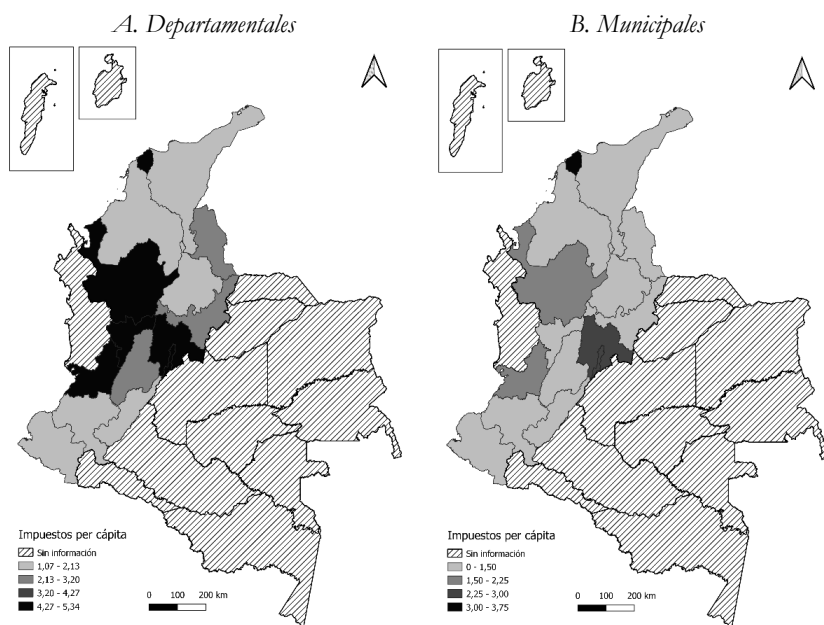 A. Departamentales
Impuestos per cápita
Sin información
1,07 - 2,13
2,13 - 3,20
3,20 - 4,27
4,27 - 5,34
0 100 200 km
B. Municipales
Impuestos per cápita
Sin información
0 - 1,50
1,50 - 2,25
2,25 - 3,00
3,00 - 3,75
0 100 200 km